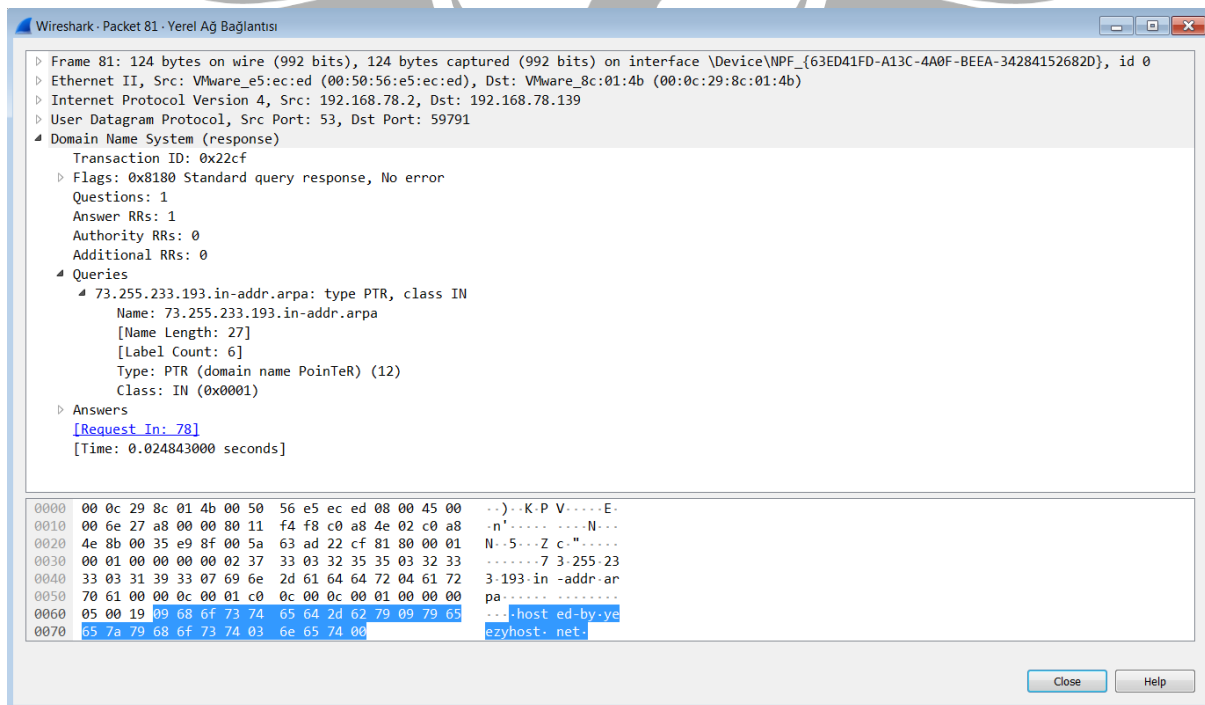 Wireshark · Packet 81 · Yerel Ağ Bağlantısı
Frame 81: 124 bytes on wire (992 bits), 124 bytes captured (992 bits) on interface \Device\NPF_{63ED41FD-A13C-4A0F-BEEA-34284152682D}, id 0
Ethernet II, Src: VMware_e5:ec:ed (00:50:56:e5:ec:ed), Dst: VMware_8c:01:4b (00:0c:29:8c:01:4b)
Internet Protocol Version 4, Src: 192.168.78.2, Dst: 192.168.78.139
User Datagram Protocol, Src Port: 53, Dst Port: 59791
Domain Name System (response)
Transaction ID: 0x22cf
Flags: 0x8180 Standard query response, No error
Questions: 1
Answer RRs: 1
Authority RRs: 0
Additional RRs: 0
Queries
73.255.233.193.in-addr.arpa: type PTR, class IN
Name: 73.255.233.193.in-addr.arpa
[Name Length: 27]
[Label Count: 6]
Type: PTR (domain name PoinTeR) (12)
Class: IN (0x0001)
Answers
[Request In: 78]
[Time: 0.024843000 seconds]
0000 00 0c 29 8c 01 4b 00 50 56 e5 ec ed 08 00 45 00 ··)··K·P V·····E·
0010 00 6e 27 a8 00 00 80 11 f4 f8 c0 a8 4e 02 c0 a8 ·n'····· ····N···
0020 4e 8b 00 35 e9 8f 00 5a 63 ad 22 cf 81 80 00 01 N··5···Z c·"·····
0030 00 01 00 00 00 00 02 37 33 03 32 35 35 03 32 33 ·······7 3·255·23
0040 33 03 31 39 33 07 69 6e 2d 61 64 64 72 04 61 72 3·193·in -addr·ar
0050 70 61 00 00 0c 00 01 c0 0c 00 0c 00 01 00 00 00 pa······ ········
0060 05 00 19 09 68 6f 73 74 65 64 2d 62 79 09 79 65 ····host ed-by·ye
0070 65 7a 79 68 6f 73 74 03 6e 65 74 00 ezyhost· net·
Close Help